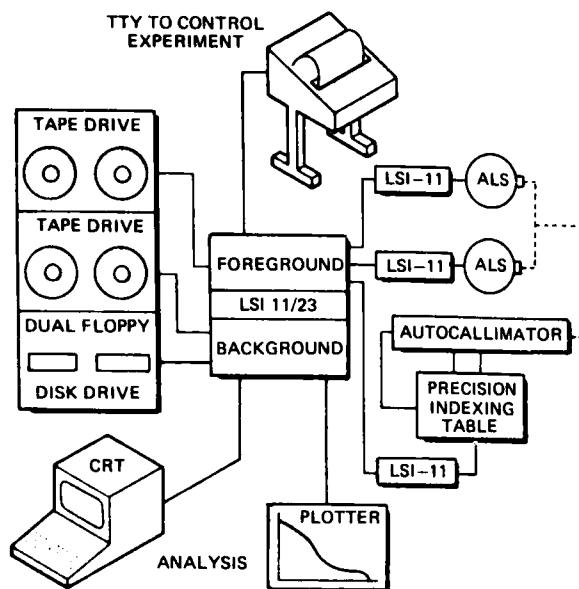 TTY TO CONTROL
EXPERIMENT
TAPE DRIVE
TAPE DRIVE
DUAL FLOPPY
DISK DRIVE
FOREGROUND
LSI 11/23
BACKGROUND
LSI-11
ALS
LSI-11
ALS
AUTOCALLIMATOR
PRECISION
INDEXING
TABLE
LSI-11
CRT
ANALYSIS
PLOTTER